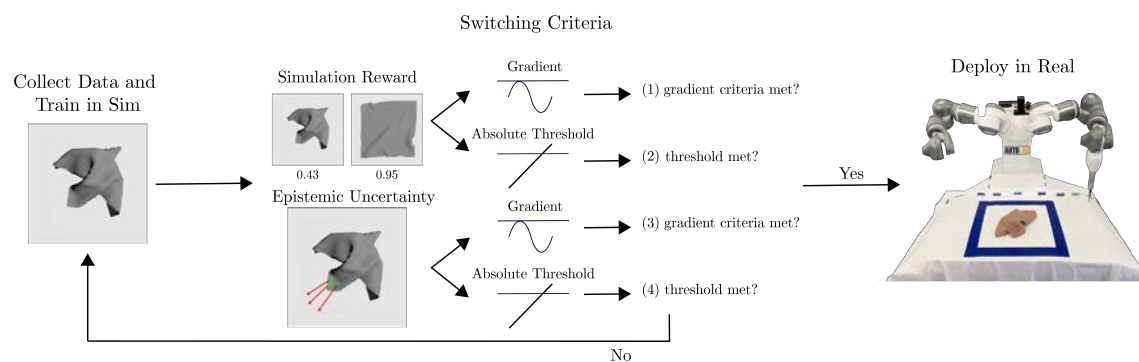 Switching Criteria
Collect Data and
Train in Sim
Simulation Reward
0.43
0.95
Epistemic Uncertainty
Gradient
(1) gradient criteria met?
Absolute Threshold
(2) threshold met?
Gradient
(3) gradient criteria met?
Absolute Threshold
(4) threshold met?
No
Yes
Deploy in Real